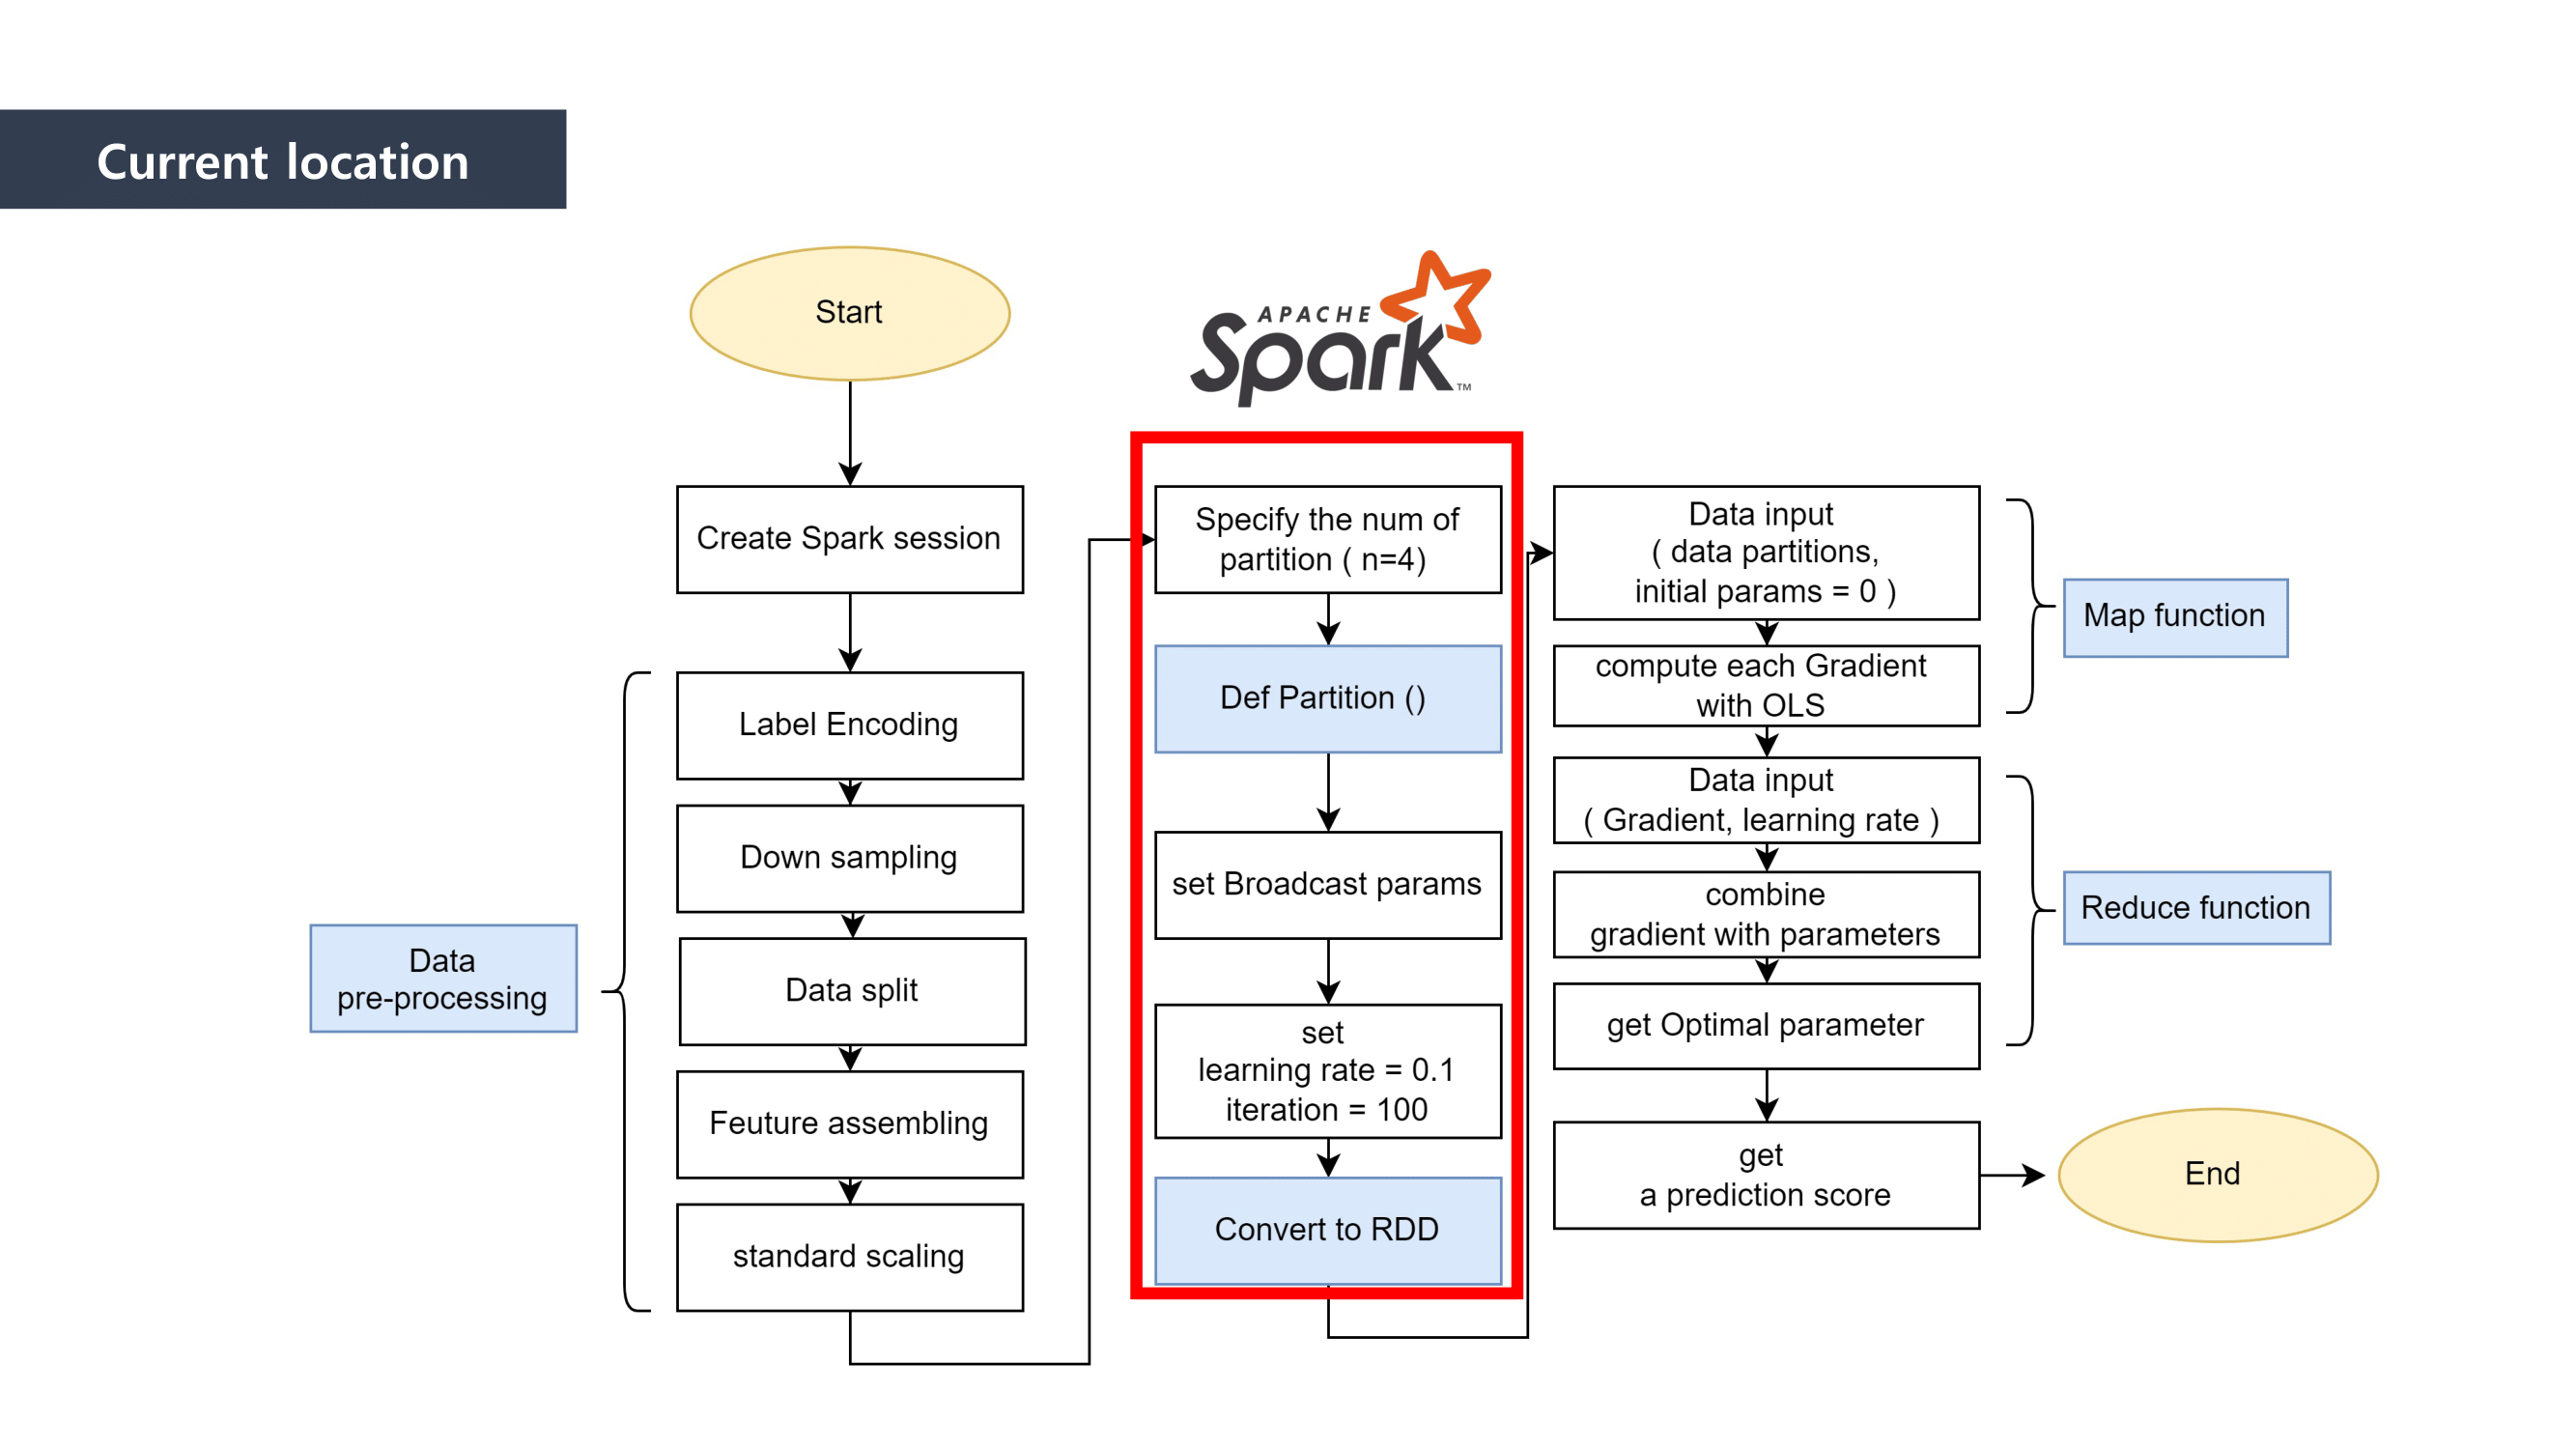 Current location
Start
Create Spark session
Label Encoding
Down sampling
Data split
Feuture assembling
standard scaling
Data
pre-processing
APACHE
Spark™
Specify the num of
partition ( n=4)
Def Partition ()
set Broadcast params
set
learning rate = 0.1
iteration = 100
Convert to RDD
Data input
( data partitions,
initial params = 0 )
compute each Gradient
with OLS
Map function
Data input
( Gradient, learning rate )
combine
gradient with parameters
get Optimal parameter
Reduce function
get
a prediction score
End